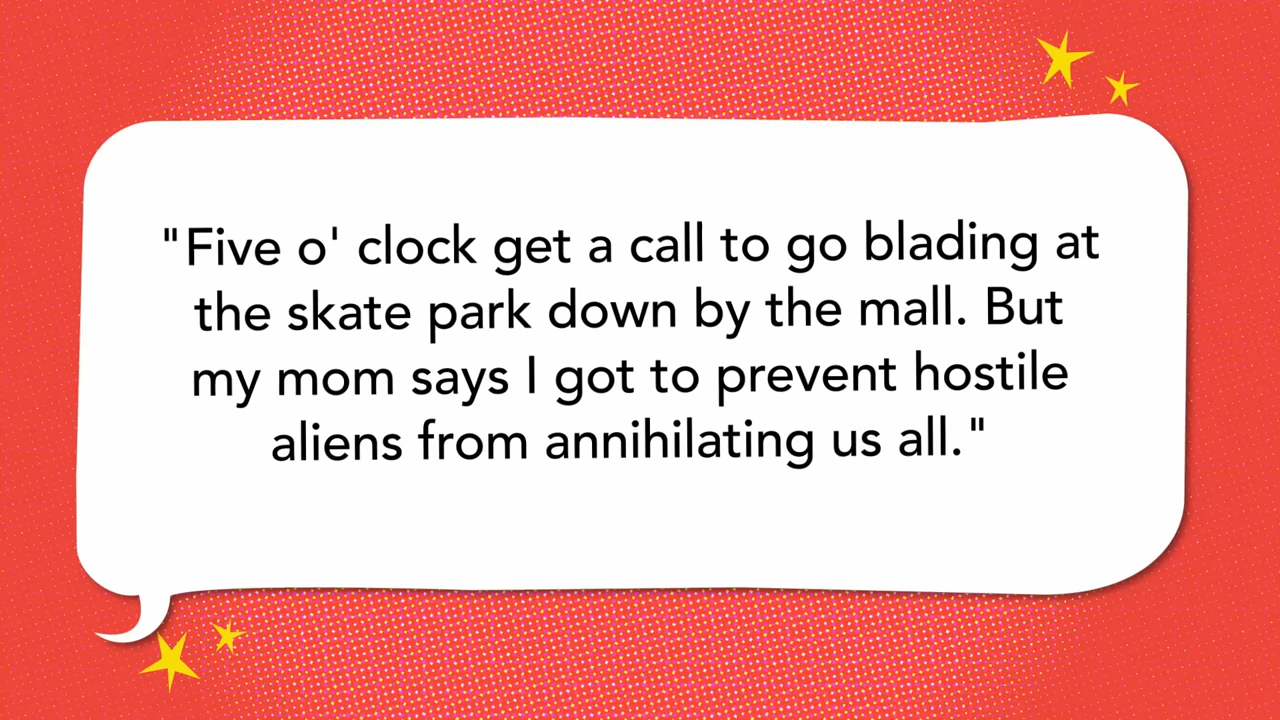 "Five o' clock get a call to go blading at
the skate park down by the mall. But
my mom says I got to prevent hostile
aliens from annihilating us all."